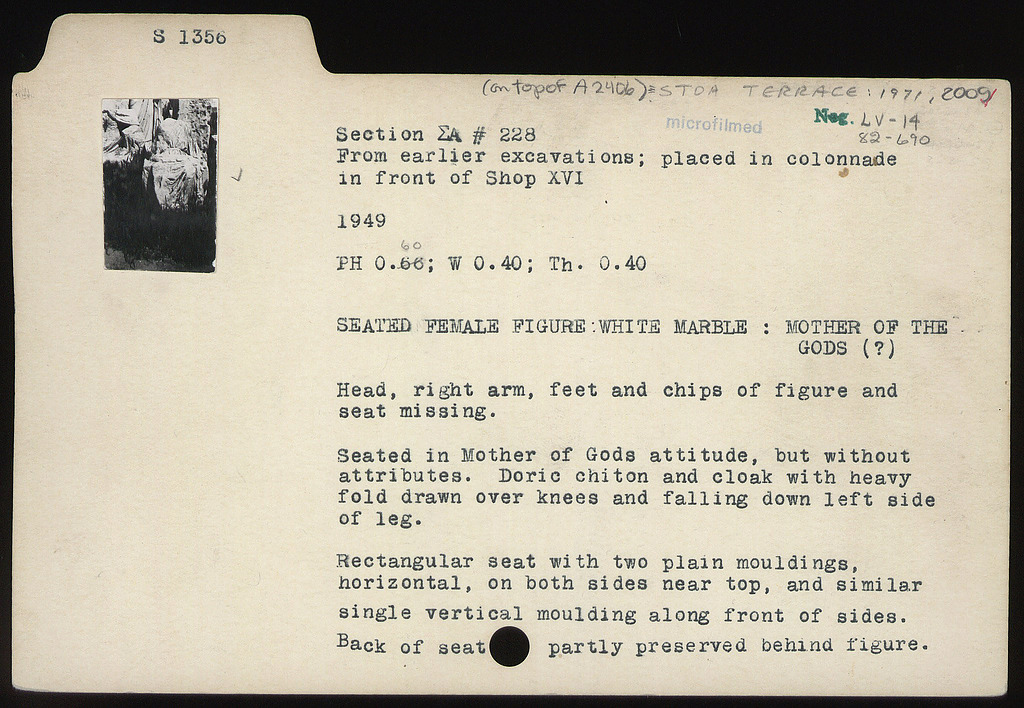 S 1356
(on top of A 2406) = STOA TERRACE: 1971, 2009
microfilmed
Neg. LV-14
82-690
Section ΣA # 228
From earlier excavations; placed in colonnade
in front of Shop XVI
1949
60
PH 0.66; W 0.40; Th. 0.40
SEATED FEMALE FIGURE:WHITE MARBLE : MOTHER OF THE
GODS (?)
Head, right arm, feet and chips of figure and
seat missing.
Seated in Mother of Gods attitude, but without
attributes. Doric chiton and cloak with heavy
fold drawn over knees and falling down left side
of leg.
Rectangular seat with two plain mouldings,
horizontal, on both sides near top, and similar
single vertical moulding along front of sides.
Back of seat partly preserved behind figure.